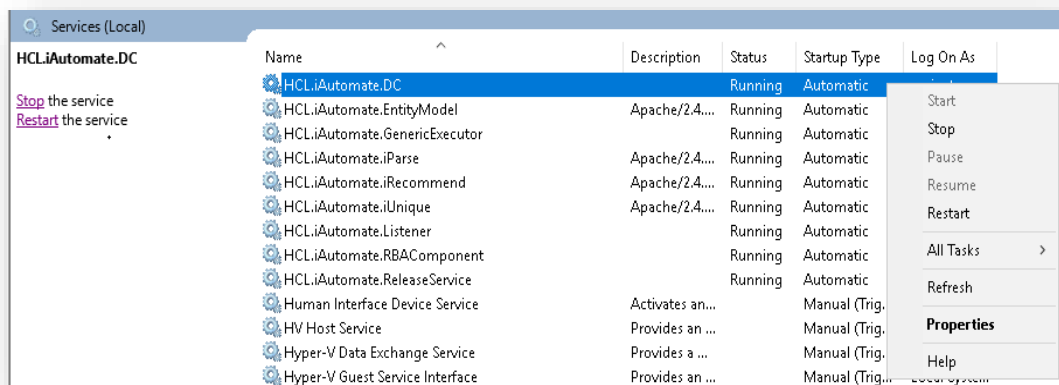 Services (Local)
HCL.iAutomate.DC
Stop the service
Restart the service
Name Description Status Startup Type Log On As
HCL.iAutomate.DC Running Automatic
HCL.iAutomate.EntityModel Apache/2.4.... Running Automatic
HCL.iAutomate.GenericExecutor Running Automatic
HCL.iAutomate.iParse Apache/2.4.... Running Automatic
HCL.iAutomate.iRecommend Apache/2.4.... Running Automatic
HCL.iAutomate.iUnique Apache/2.4.... Running Automatic
HCL.iAutomate.Listener Running Automatic
HCL.iAutomate.RBAComponent Running Automatic
HCL.iAutomate.ReleaseService Running Automatic
Human Interface Device Service Activates an... Manual (Trig.
HV Host Service Provides an ... Manual (Trig.
Hyper-V Data Exchange Service Provides a ... Manual (Trig.
Hyper-V Guest Service Interface Provides an ... Manual (Trig...
Start
Stop
Pause
Resume
Restart
All Tasks >
Refresh
Properties
Help